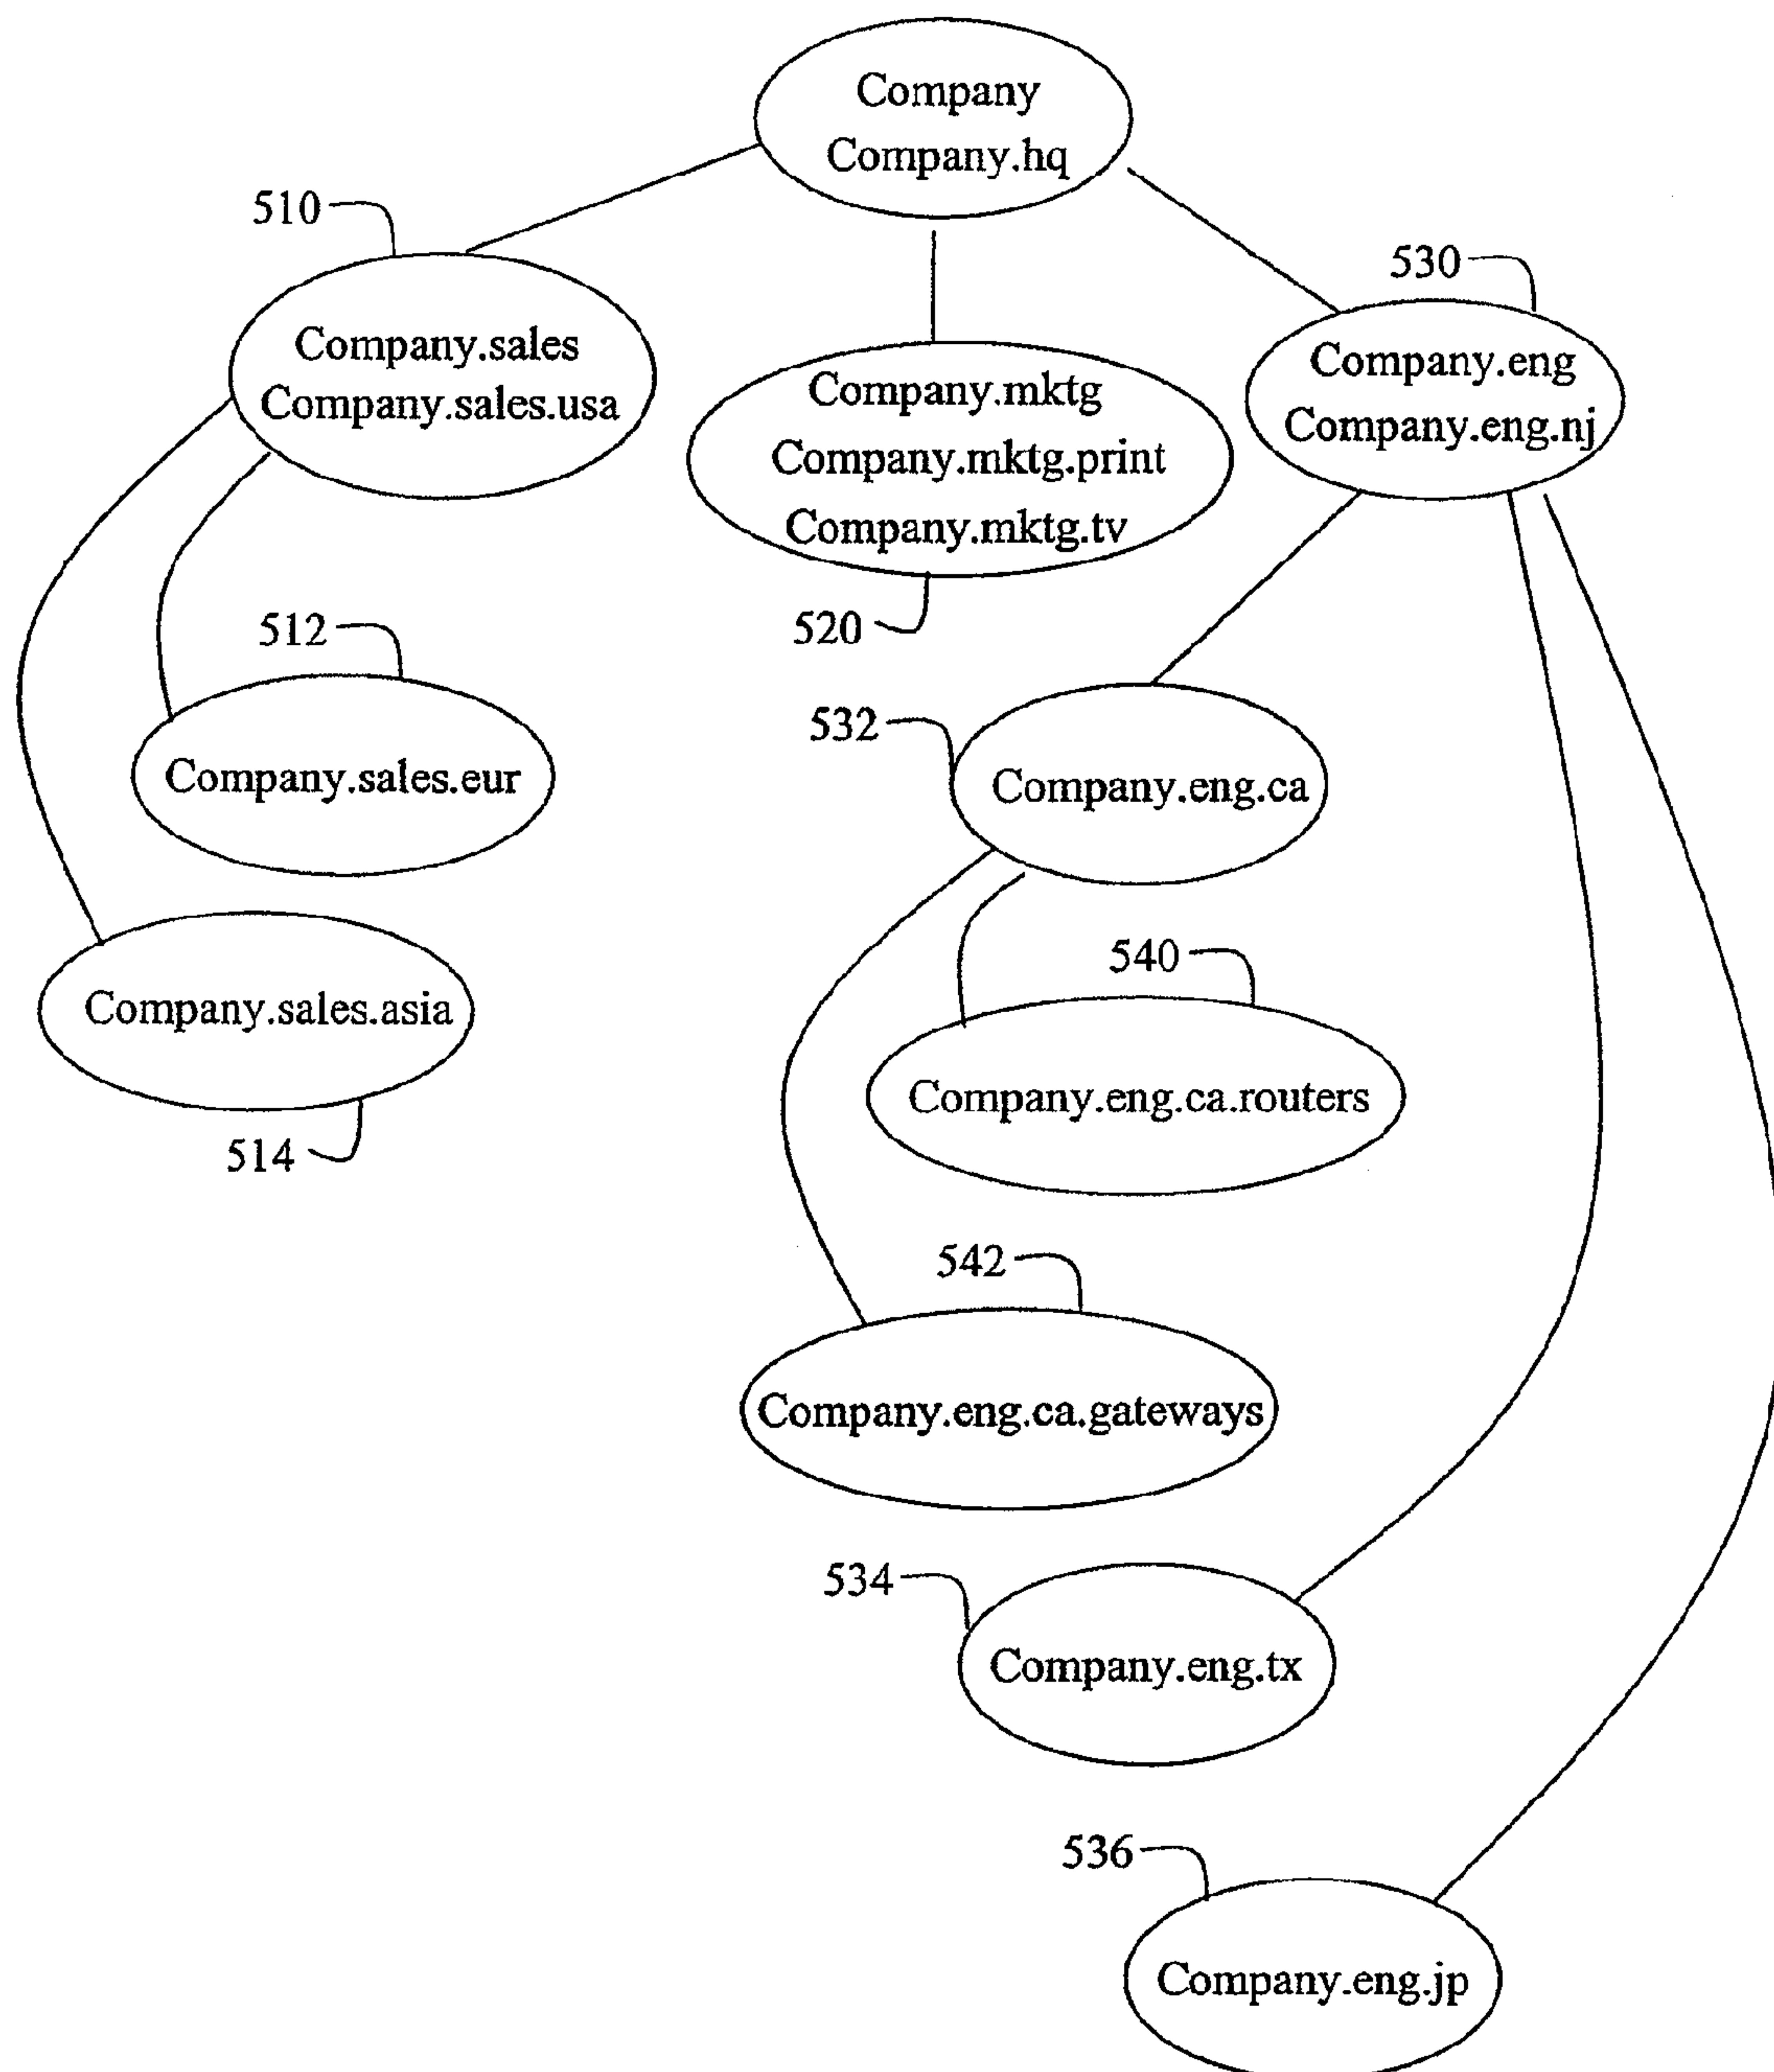 Company
Company.hq
510
530
Company.sales
Company.sales.usa
Company.mktg
Company.mktg.print
Company.mktg.tv
Company.eng
Company.eng.nj
512
520
532
Company.sales.eur
Company.eng.ca
540
Company.sales.asia
Company.eng.ca.routers
514
542
Company.eng.ca.gateways
534
Company.eng.tx
536
Company.eng.jp